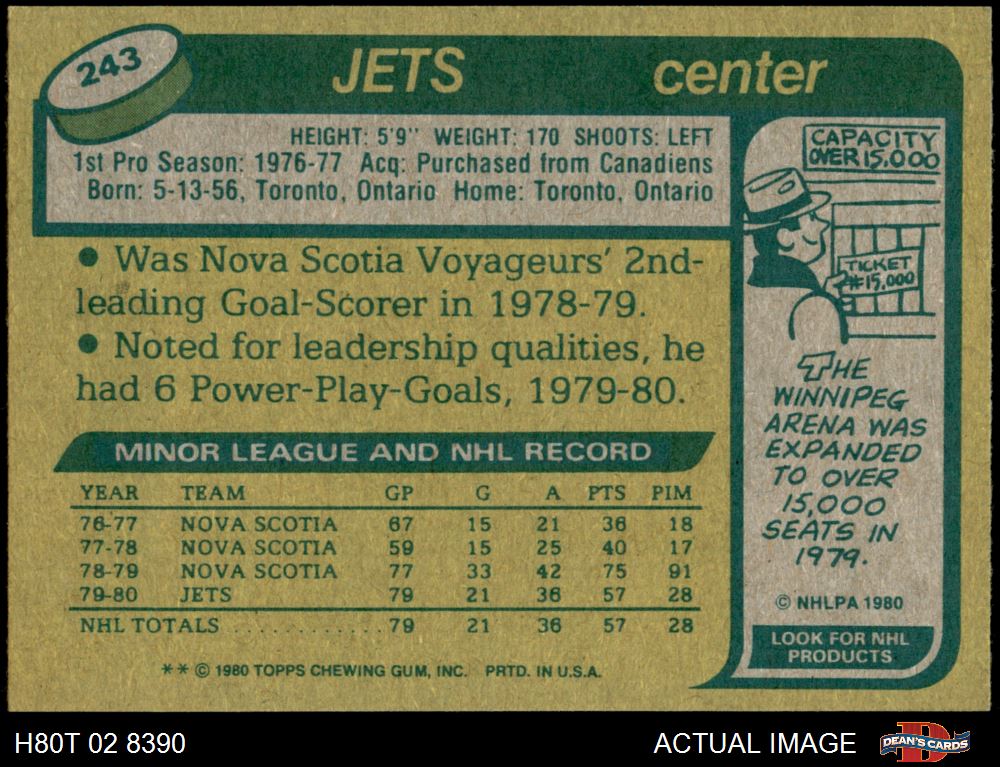 243
JETS center
HEIGHT: 5'9" WEIGHT: 170 SHOOTS: LEFT
1st Pro Season: 1976-77 Acq: Purchased from Canadiens
Born: 5-13-56, Toronto, Ontario Home: Toronto, Ontario
• Was Nova Scotia Voyageurs' 2nd-
leading Goal-Scorer in 1978-79.
• Noted for leadership qualities, he
had 6 Power-Play-Goals, 1979-80.
MINOR LEAGUE AND NHL RECORD
YEAR TEAM GP G A PTS PIM
76-77 NOVA SCOTIA 67 15 21 36 18
77-78 NOVA SCOTIA 59 15 25 40 17
78-79 NOVA SCOTIA 77 33 42 75 91
79-80 JETS 79 21 36 57 28
NHL TOTALS . . . . . . . . . . . . 79 21 36 57 28
** © 1980 TOPPS CHEWING GUM, INC. PRTD. IN U.S.A.
CAPACITY
OVER 15,000
TICKET
#15,000
THE
WINNIPEG
ARENA WAS
EXPANDED
TO OVER
15,000
SEATS IN
1979.
© NHLPA 1980
LOOK FOR NHL
PRODUCTS
H80T 02 8390
ACTUAL IMAGE
DEAN'S CARDS